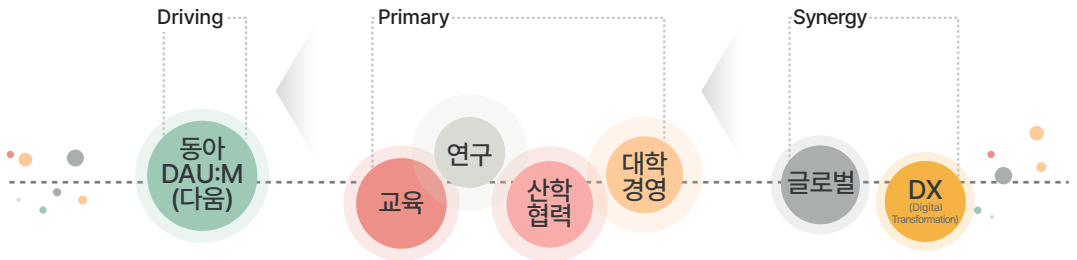 Driving
Primary
Synergy
동아
DAU:M
(다움)
교육
연구
산학
협력
대학
경영
글로벌
DX
(Digital
Transformation)